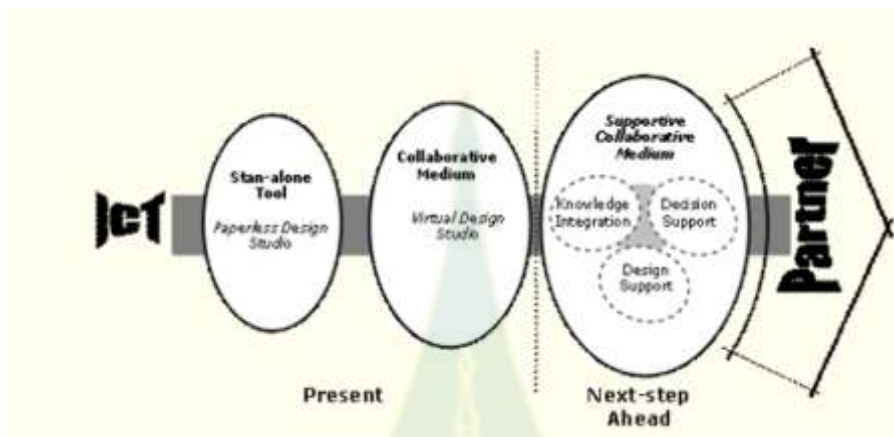 IcT
Stan-alone
Tool
Paperless Design
Studio
Collaborative
Medium
Virtual Design
Studio
Supportive
Collaborative
Medium
Knowledge
Integration
Decision
Support
Design
Support
Partner
Present
Next-step
Ahead